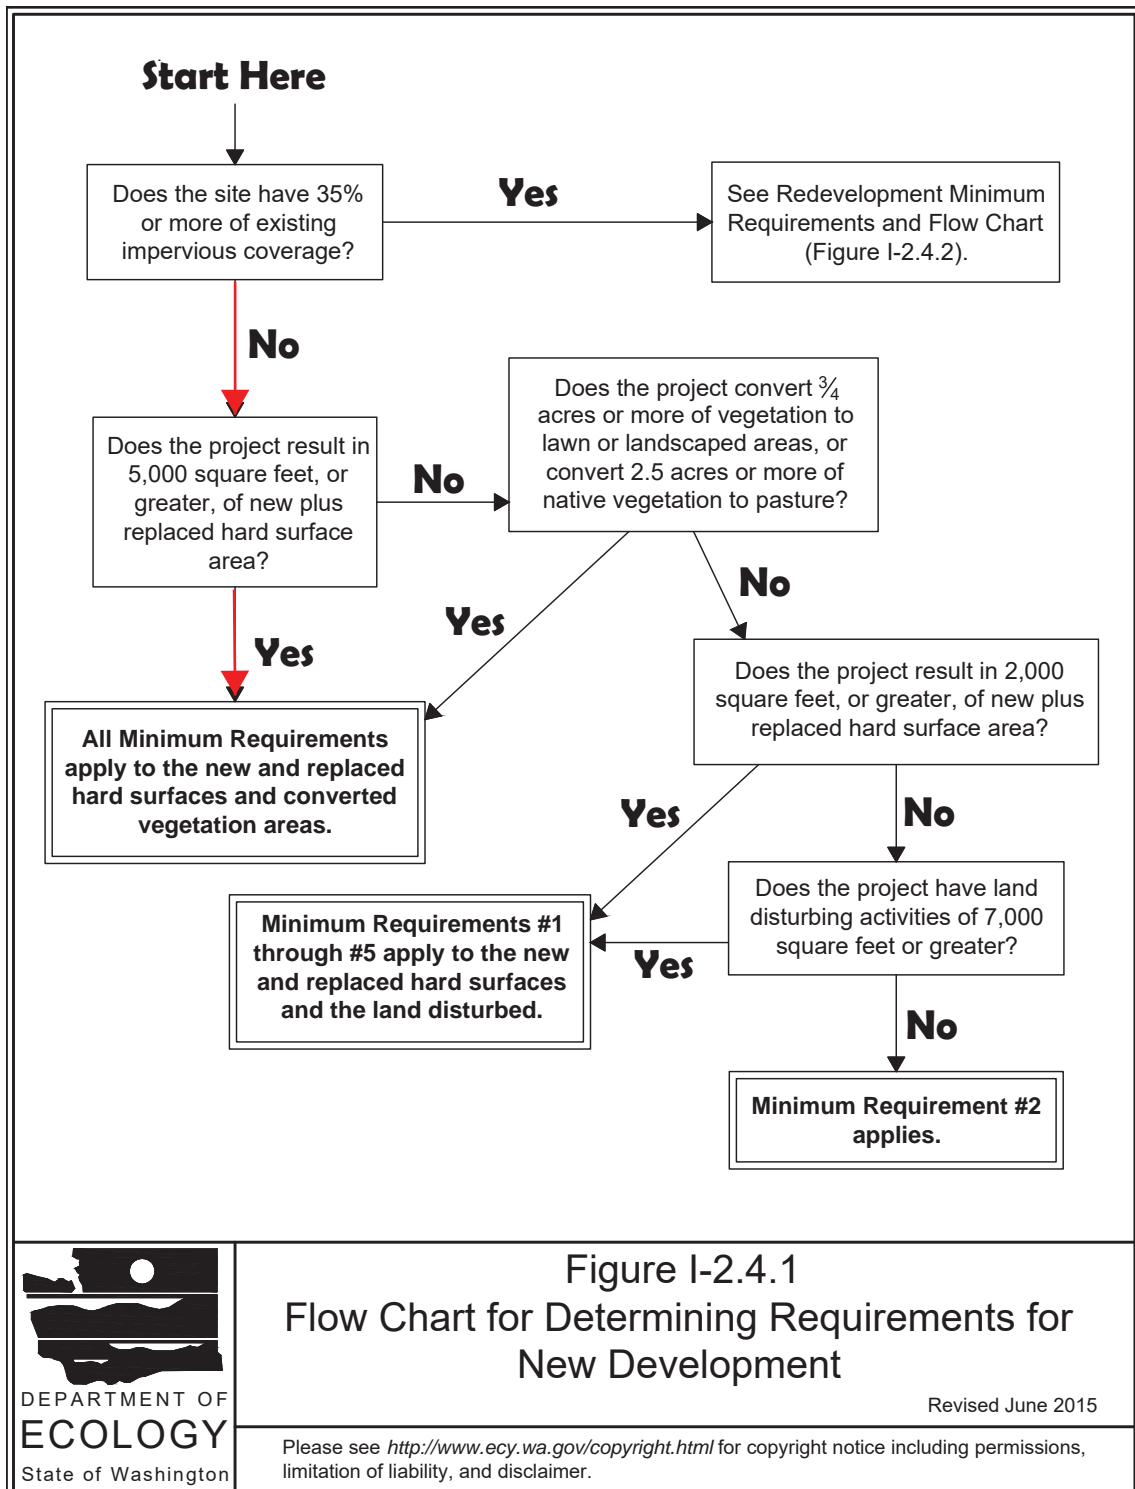 Start Here
Does the site have 35%
or more of existing
impervious coverage?
Yes
See Redevelopment Minimum
Requirements and Flow Chart
(Figure I-2.4.2).
No
Does the project result in
5,000 square feet, or
greater, of new plus
replaced hard surface
area?
No
Does the project convert ¾
acres or more of vegetation to
lawn or landscaped areas, or
convert 2.5 acres or more of
native vegetation to pasture?
Yes
Yes
No
All Minimum Requirements
apply to the new and replaced
hard surfaces and converted
vegetation areas.
Does the project result in 2,000
square feet, or greater, of new plus
replaced hard surface area?
Yes
No
Minimum Requirements #1
through #5 apply to the new
and replaced hard surfaces
and the land disturbed.
Yes
Does the project have land
disturbing activities of 7,000
square feet or greater?
No
Minimum Requirement #2
applies.
DEPARTMENT OF
ECOLOGY
State of Washington
Figure I-2.4.1
Flow Chart for Determining Requirements for
New Development
Revised June 2015
Please see http://www.ecy.wa.gov/copyright.html for copyright notice including permissions,
limitation of liability, and disclaimer.